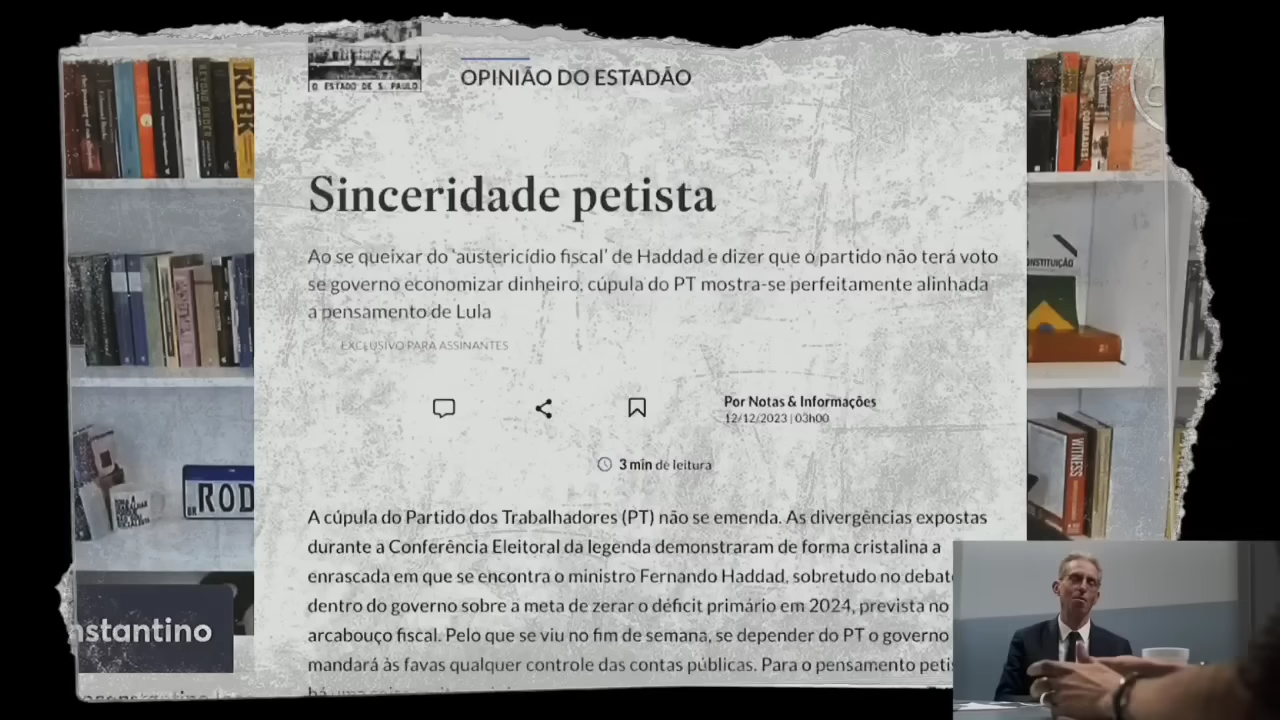 O ESTADO DE S. PAULO
OPINIÃO DO ESTADÃO
Sinceridade petista
Ao se queixar do 'austericídio fiscal' de Haddad e dizer que o partido não terá voto
se governo economizar dinheiro, cúpula do PT mostra-se perfeitamente alinhada
a pensamento de Lula
EXCLUSIVO PARA ASSINANTES
Por Notas & Informações
12/12/2023 | 03h00
3 min de leitura
A cúpula do Partido dos Trabalhadores (PT) não se emenda. As divergências expostas
durante a Conferência Eleitoral da legenda demonstraram de forma cristalina a
enrascada em que se encontra o ministro Fernando Haddad, sobretudo no debat
dentro do governo sobre a meta de zerar o déficit primário em 2024, prevista no
arcabouço fiscal. Pelo que se viu no fim de semana, se depender do PT o governo
mandará às favas qualquer controle das contas públicas. Para o pensamento peti
KIRK
BEYOND ORDER
ROD
nstantino
COMRADES!
NSTITUIÇÃO
WITNESS